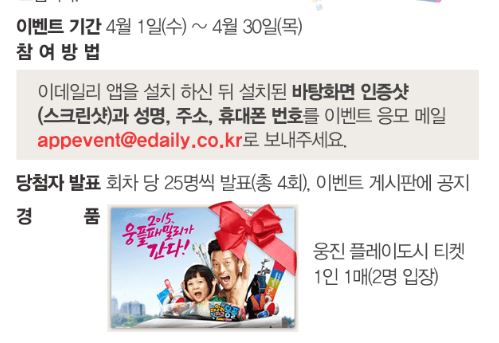 이벤트 기간 4월 1일(수) ~ 4월 30일(목)
참 여 방 법
이데일리 앱을 설치 하신 뒤 설치된 바탕화면 인증샷
(스크린샷)과 성명, 주소, 휴대폰 번호를 이벤트 응모 메일
appevent@edaily.co.kr로 보내주세요.
당첨자 발표 회차 당 25명씩 발표(총 4회), 이벤트 게시판에 공지
경 품
2015.
웅플패밀리가
간다!
웅진 플레이도시 티켓
1인 1매(2명 입장)